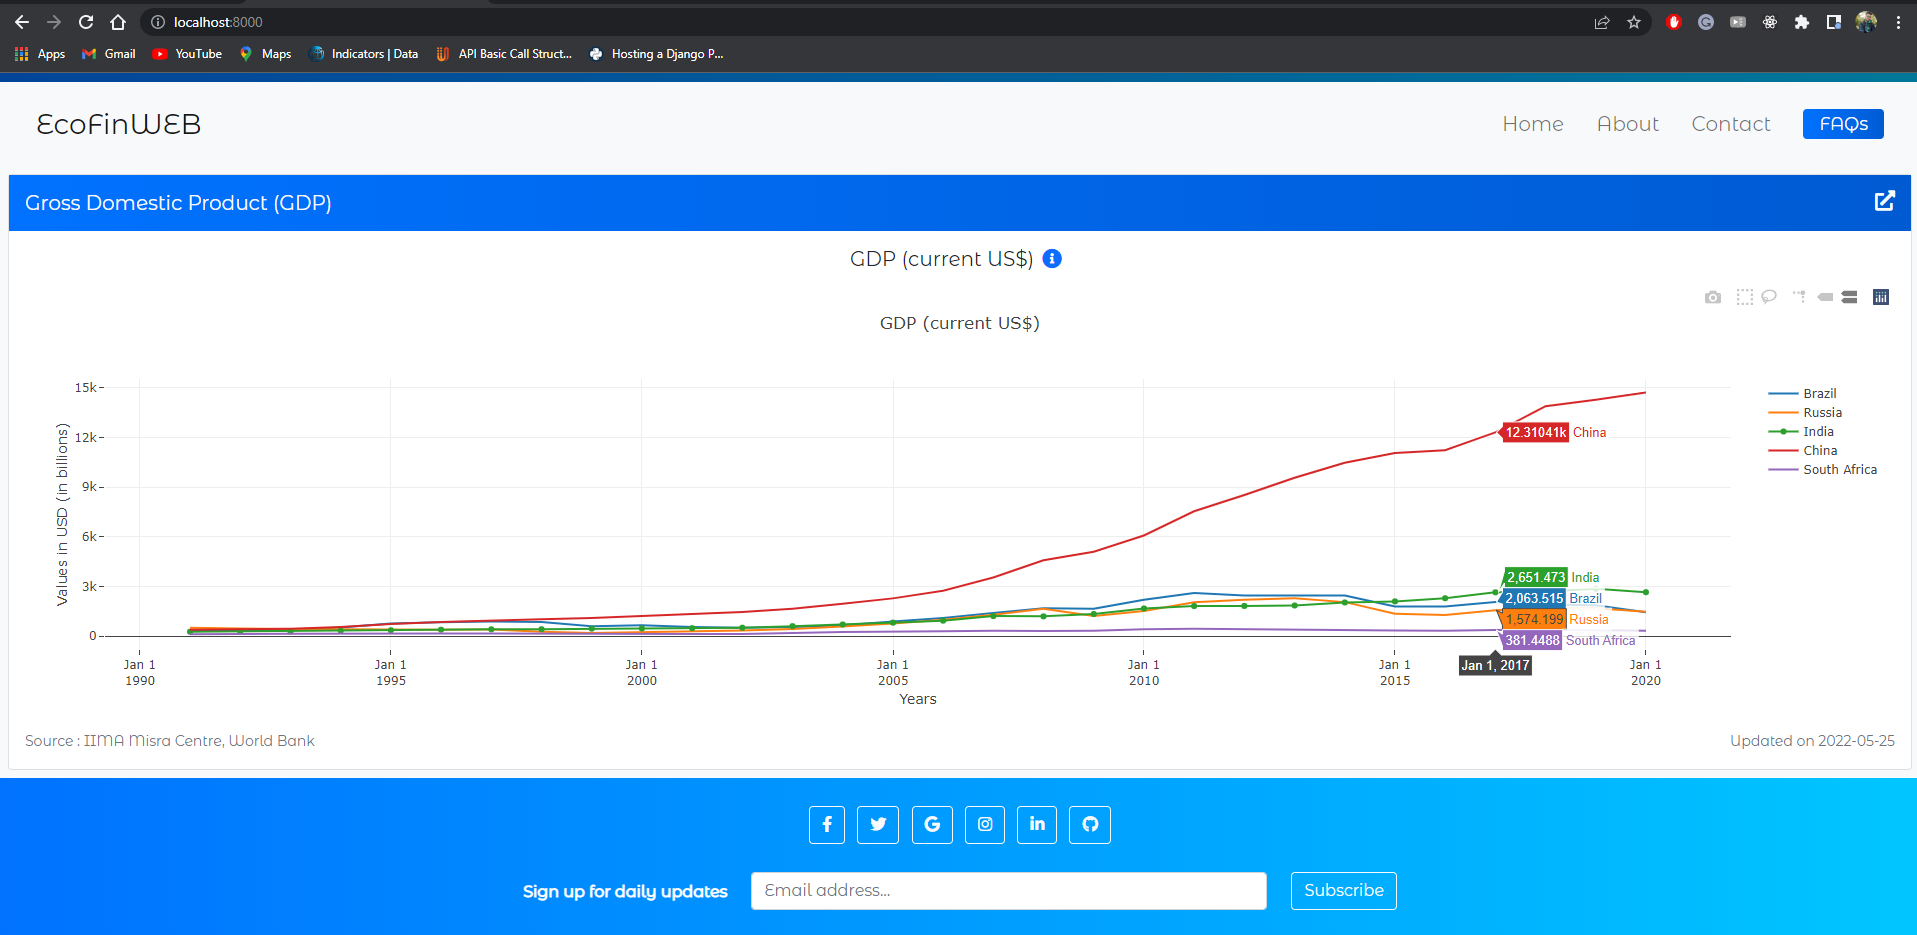 localhost:8000
Apps Gmail YouTube Maps Indicators | Data API Basic Call Struct... Hosting a Django P...
EcoFinWEB
Home About Contact FAQs
Gross Domestic Product (GDP)
GDP (current US$)
GDP (current US$)
Values in USD (in billions)
15k
12k
9k
6k
3k
0
Brazil
Russia
India
China
South Africa
12.31041k China
2,651.473 India
2,063.515 Brazil
1,574.199 Russia
381.4488 South Africa
Jan 1, 2017
Jan 1 Jan 1 Jan 1 Jan 1 Jan 1 Jan 1 Jan 1
1990 1995 2000 2005 2010 2015 2020
Years
Source : IIMA Misra Centre, World Bank
Updated on 2022-05-25
Sign up for daily updates Email address... Subscribe